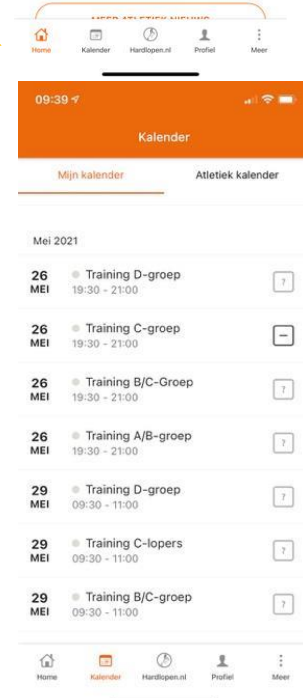 MEER ATLETIEK NIEUWS
Home Kalender Hardlopen.nl Profiel Meer
09:39
Kalender
Mijn kalender Atletiek kalender
Mei 2021
26 MEI
Training D-groep
19:30 - 21:00
?
26 MEI
Training C-groep
19:30 - 21:00
26 MEI
Training B/C-Groep
19:30 - 21:00
?
26 MEI
Training A/B-groep
19:30 - 21:00
?
29 MEI
Training D-groep
09:30 - 11:00
?
29 MEI
Training C-lopers
09:30 - 11:00
?
29 MEI
Training B/C-groep
09:30 - 11:00
?
Home Kalender Hardlopen.nl Profiel Meer